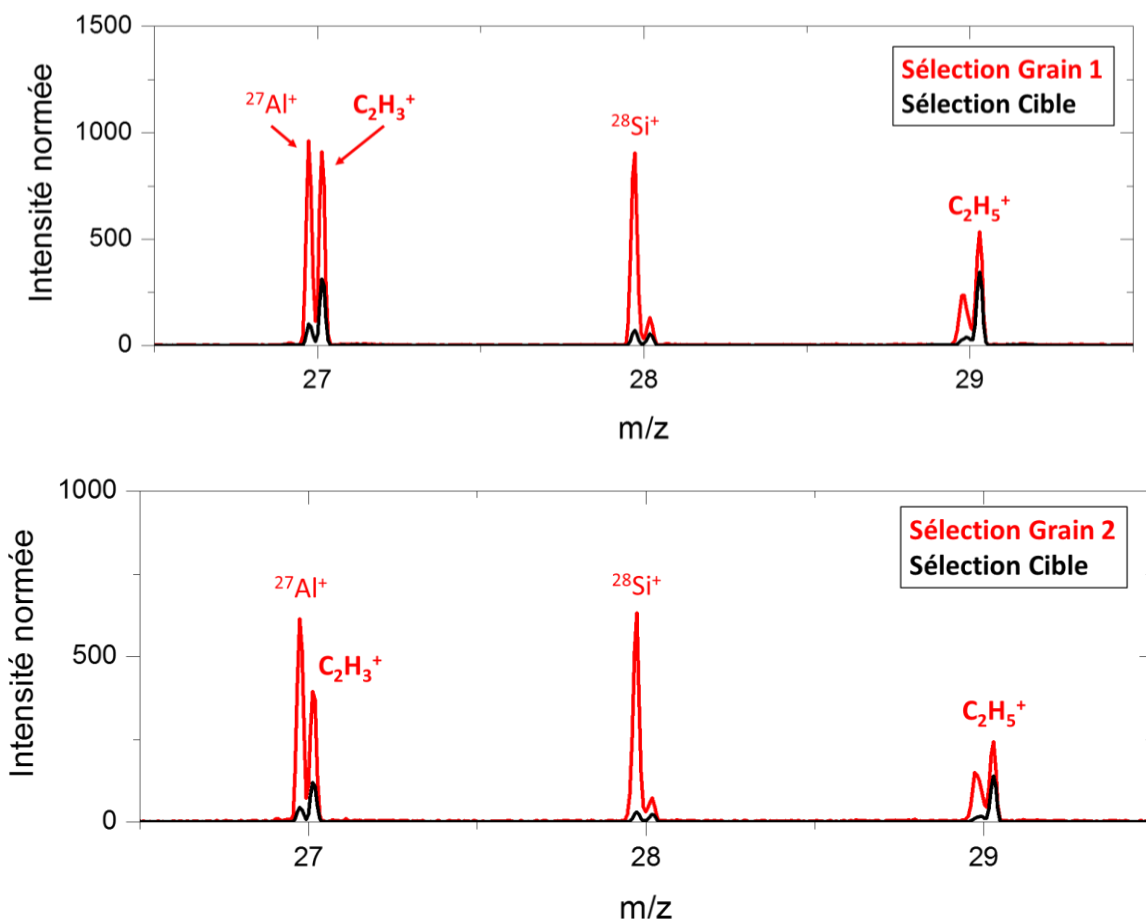 1500
Sélection Grain 1
Sélection Cible
²⁷Al⁺
C₂H₃⁺
²⁸Si⁺
1000
C₂H₅⁺
500
0
27
28
29
m/z
Intensité normée
1000
Sélection Grain 2
Sélection Cible
²⁷Al⁺
²⁸Si⁺
C₂H₃⁺
500
C₂H₅⁺
0
27
28
29
m/z
Intensité normée